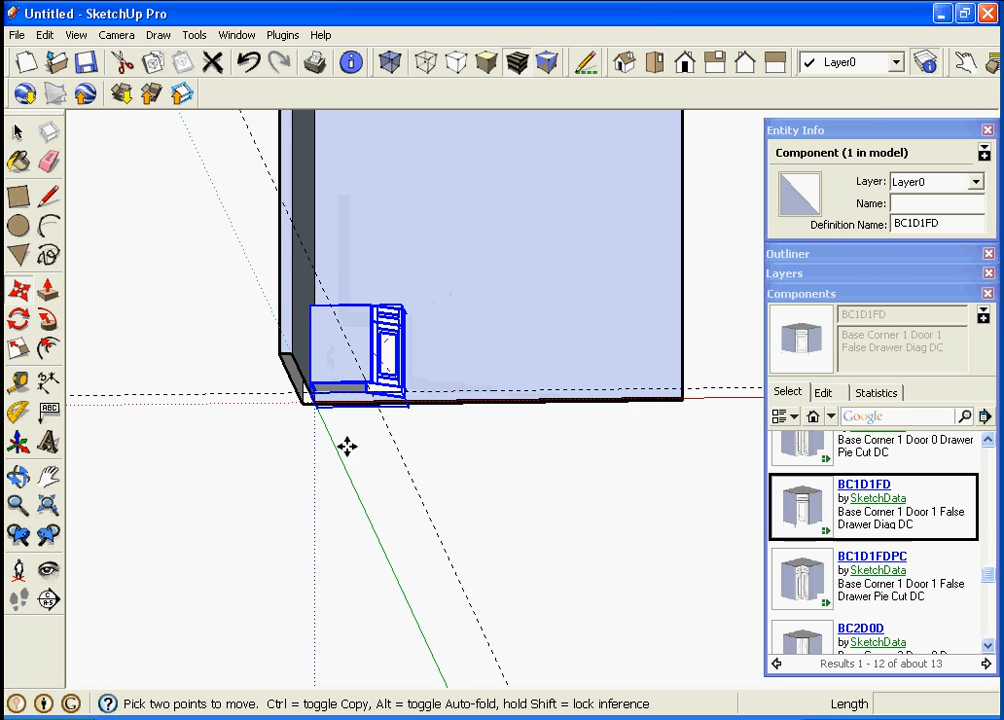 Untitled - SketchUp Pro
File Edit View Camera Draw Tools Window Plugins Help
Layer0
Entity Info
Component (1 in model)
Layer: Layer0
Name:
Definition Name: BC1D1FD
Outliner
Layers
Components
BC1D1FD
Base Corner 1 Door 1
False Drawer Diag DC
Select Edit Statistics
Google
Base Corner 1 Door 0 Drawer
Pie Cut DC
BC1D1FD
by SketchData
Base Corner 1 Door 1 False
Drawer Diag DC
BC1D1FDPC
by SketchData
Base Corner 1 Door 1 False
Drawer Pie Cut DC
BC2D0D
by SketchData
Results 1 - 12 of about 13
ABC
Pick two points to move. Ctrl = toggle Copy, Alt = toggle Auto-fold, hold Shift = lock inference
Length